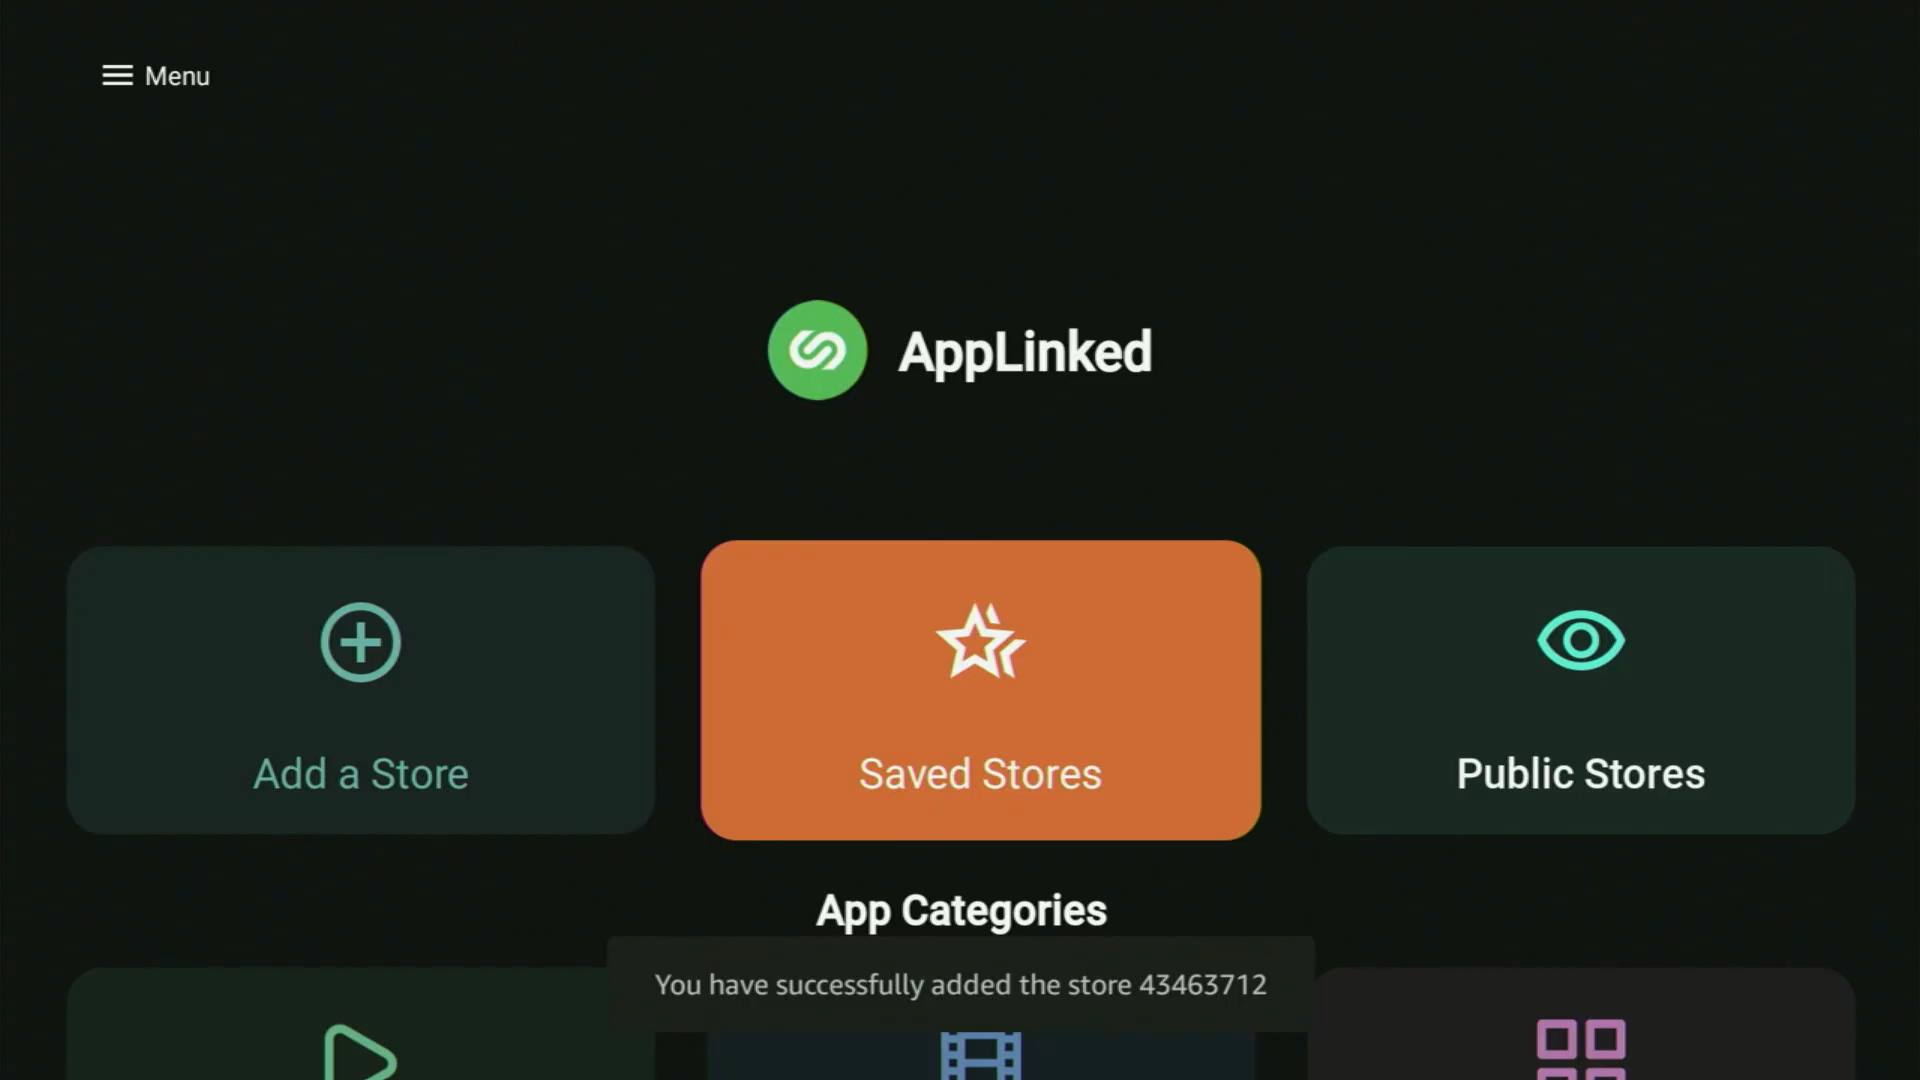 Menu
AppLinked
Add a Store
Saved Stores
Public Stores
App Categories
You have successfully added the store 43463712